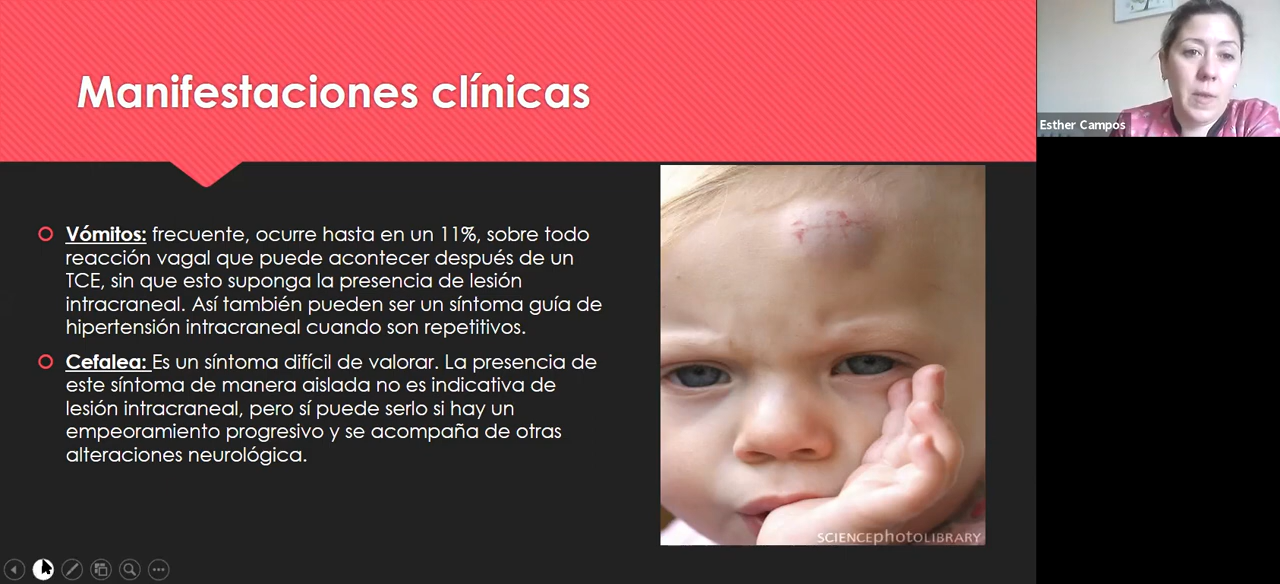 Manifestaciones clínicas
Esther Campos
Vómitos: frecuente, ocurre hasta en un 11%, sobre todo
reacción vagal que puede acontecer después de un
TCE, sin que esto suponga la presencia de lesión
intracraneal. Así también pueden ser un síntoma guía de
hipertensión intracraneal cuando son repetitivos.
Cefalea: Es un síntoma difícil de valorar. La presencia de
este síntoma de manera aislada no es indicativa de
lesión intracraneal, pero sí puede serlo si hay un
empeoramiento progresivo y se acompaña de otras
alteraciones neurológica.
SCIENCEphotoLIBRARY